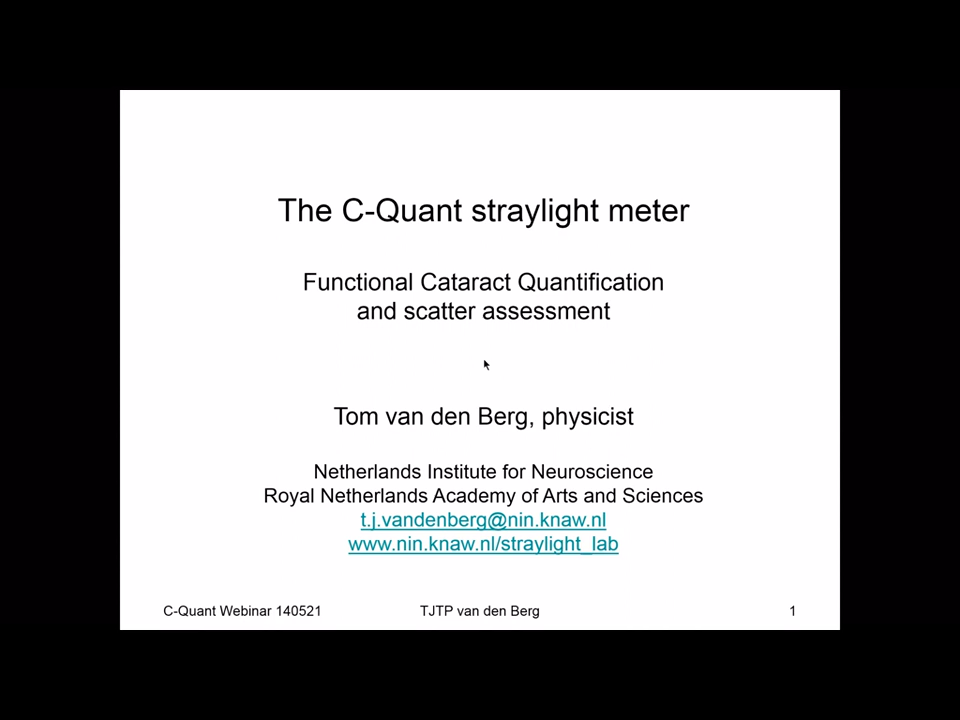 The C-Quant straylight meter
Functional Cataract Quantification
and scatter assessment
Tom van den Berg, physicist
Netherlands Institute for Neuroscience
Royal Netherlands Academy of Arts and Sciences
t.j.vandenberg@nin.knaw.nl
www.nin.knaw.nl/straylight_lab
C-Quant Webinar 140521 TJTP van den Berg 1